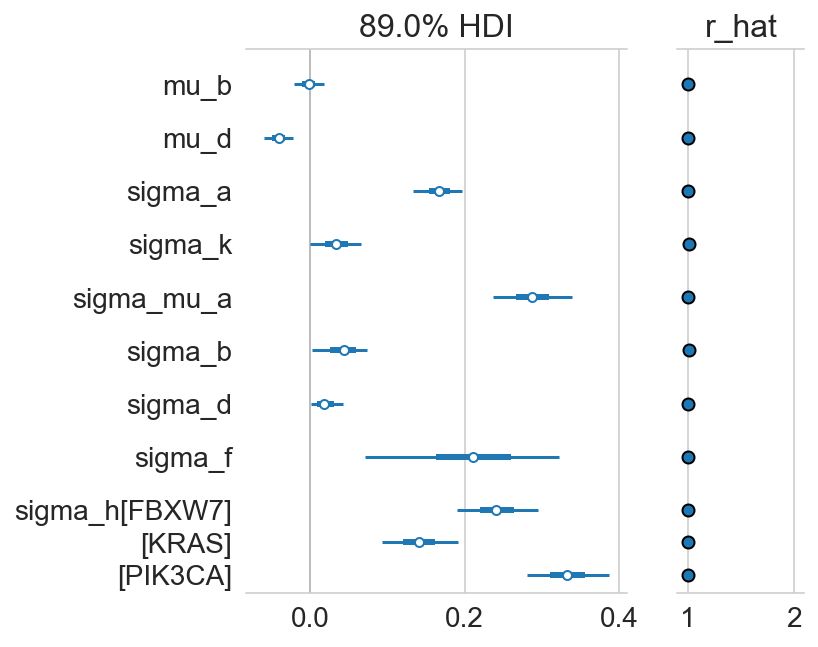 89.0% HDI r_hat
mu_b
mu_d
sigma_a
sigma_k
sigma_mu_a
sigma_b
sigma_d
sigma_f
sigma_h[FBXW7]
[KRAS]
[PIK3CA]
0.0 0.2 0.4 1 2